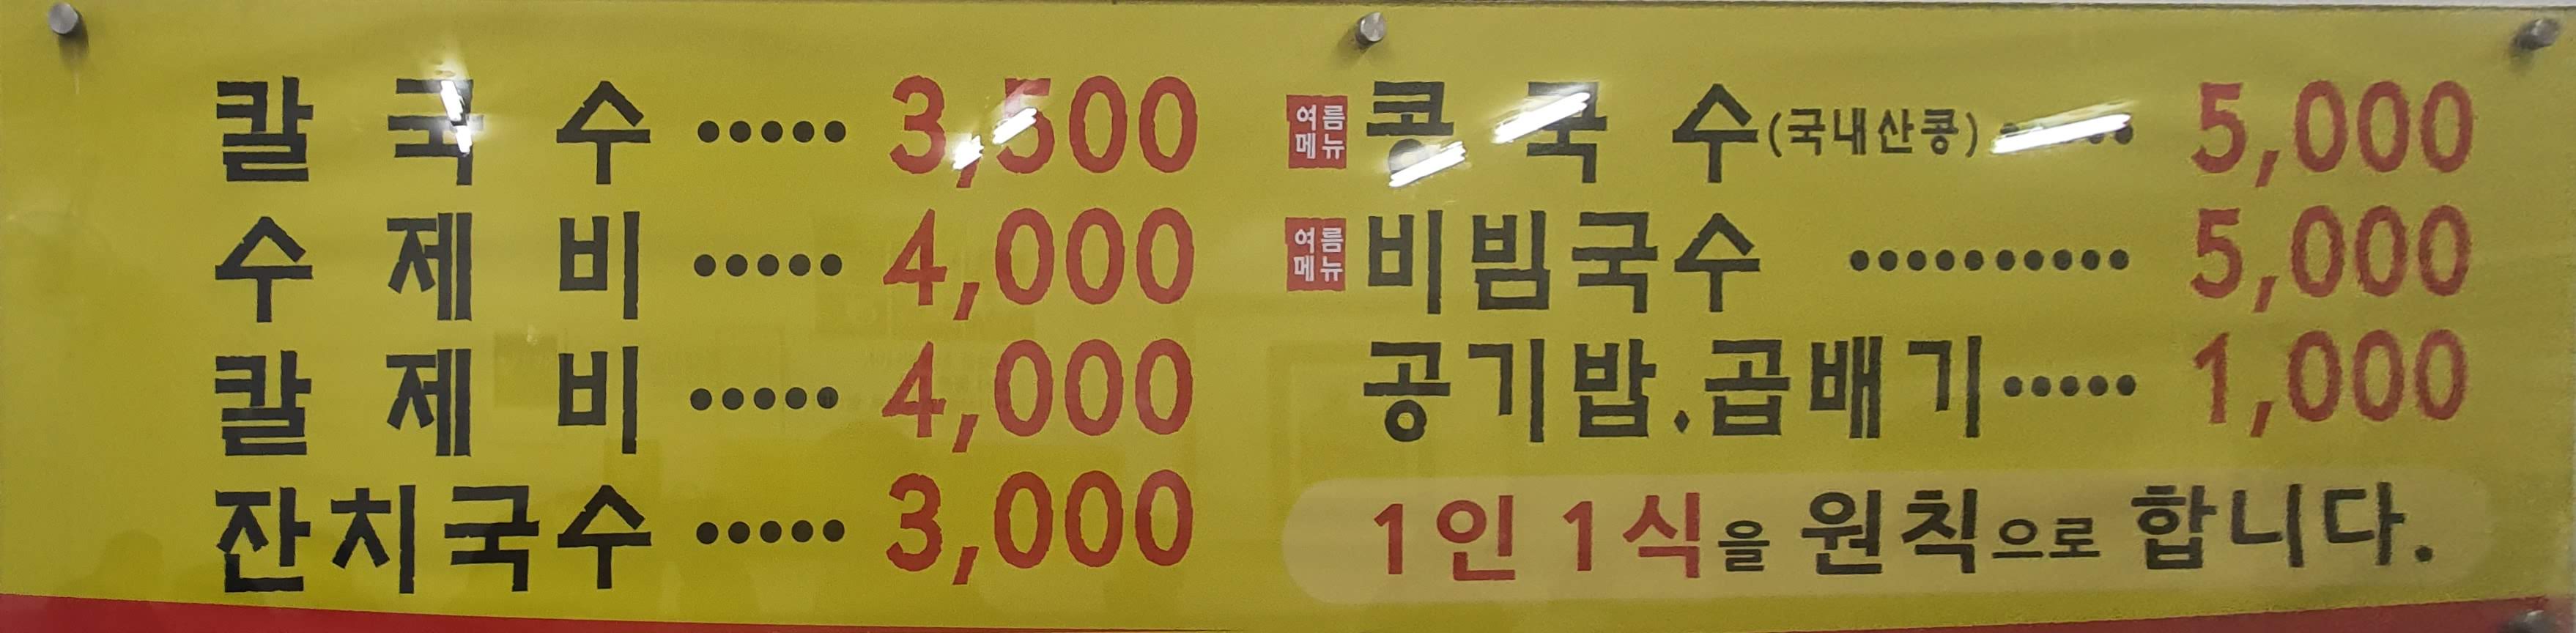 칼국수 ····· 3,500
수제비 ····· 4,000
칼제비 ····· 4,000
잔치국수 ····· 3,000
여름메뉴 콩국수(국내산콩) ····· 5,000
여름메뉴 비빔국수 ·········· 5,000
공기밥.곱배기 ····· 1,000
1인 1식을 원칙으로 합니다.